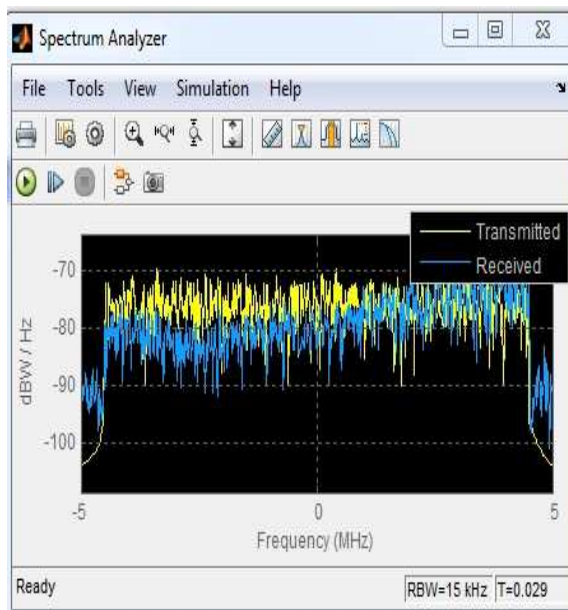 Spectrum Analyzer
File Tools View Simulation Help
Transmitted
Received
-70
-80
-90
-100
dBW / Hz
-5 0 5
Frequency (MHz)
Ready RBW=15 kHz T=0.029